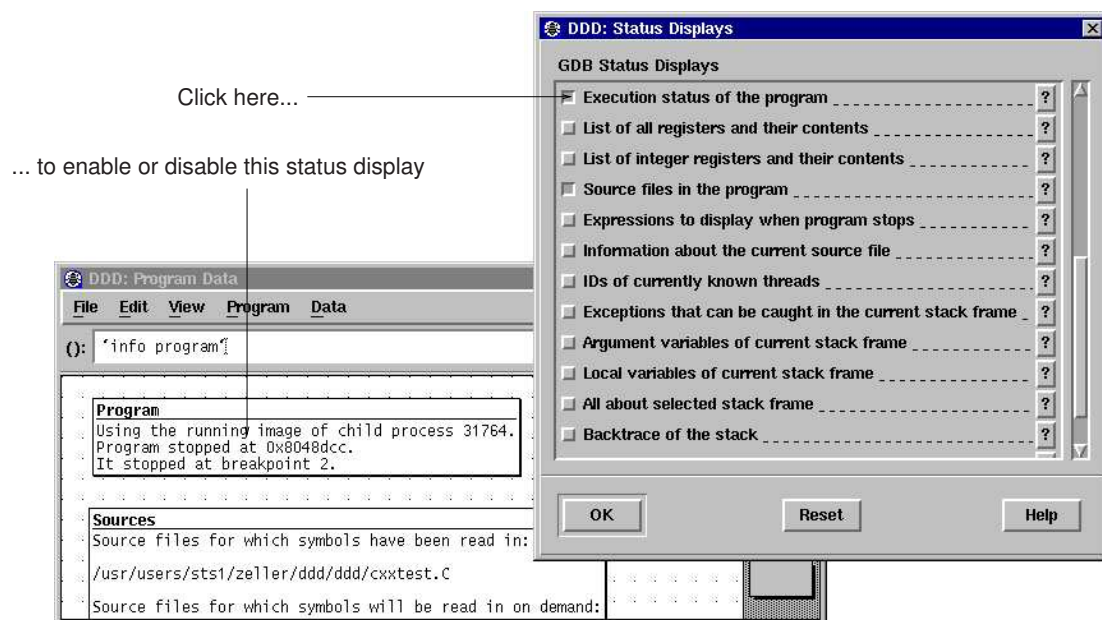 DDD: Status Displays
GDB Status Displays
Click here...
Execution status of the program ?
List of all registers and their contents ?
... to enable or disable this status display
List of integer registers and their contents ?
Source files in the program ?
Expressions to display when program stops ?
Information about the current source file ?
IDs of currently known threads ?
Exceptions that can be caught in the current stack frame ?
Argument variables of current stack frame ?
Local variables of current stack frame ?
All about selected stack frame ?
Backtrace of the stack ?
OK Reset Help
DDD: Program Data
File Edit View Program Data
(): `info program`
Program
Using the running image of child process 31764.
Program stopped at 0x8048dcc.
It stopped at breakpoint 2.
Sources
Source files for which symbols have been read in:
/usr/users/sts1/zeller/ddd/ddd/cxxtest.C
Source files for which symbols will be read in on demand: